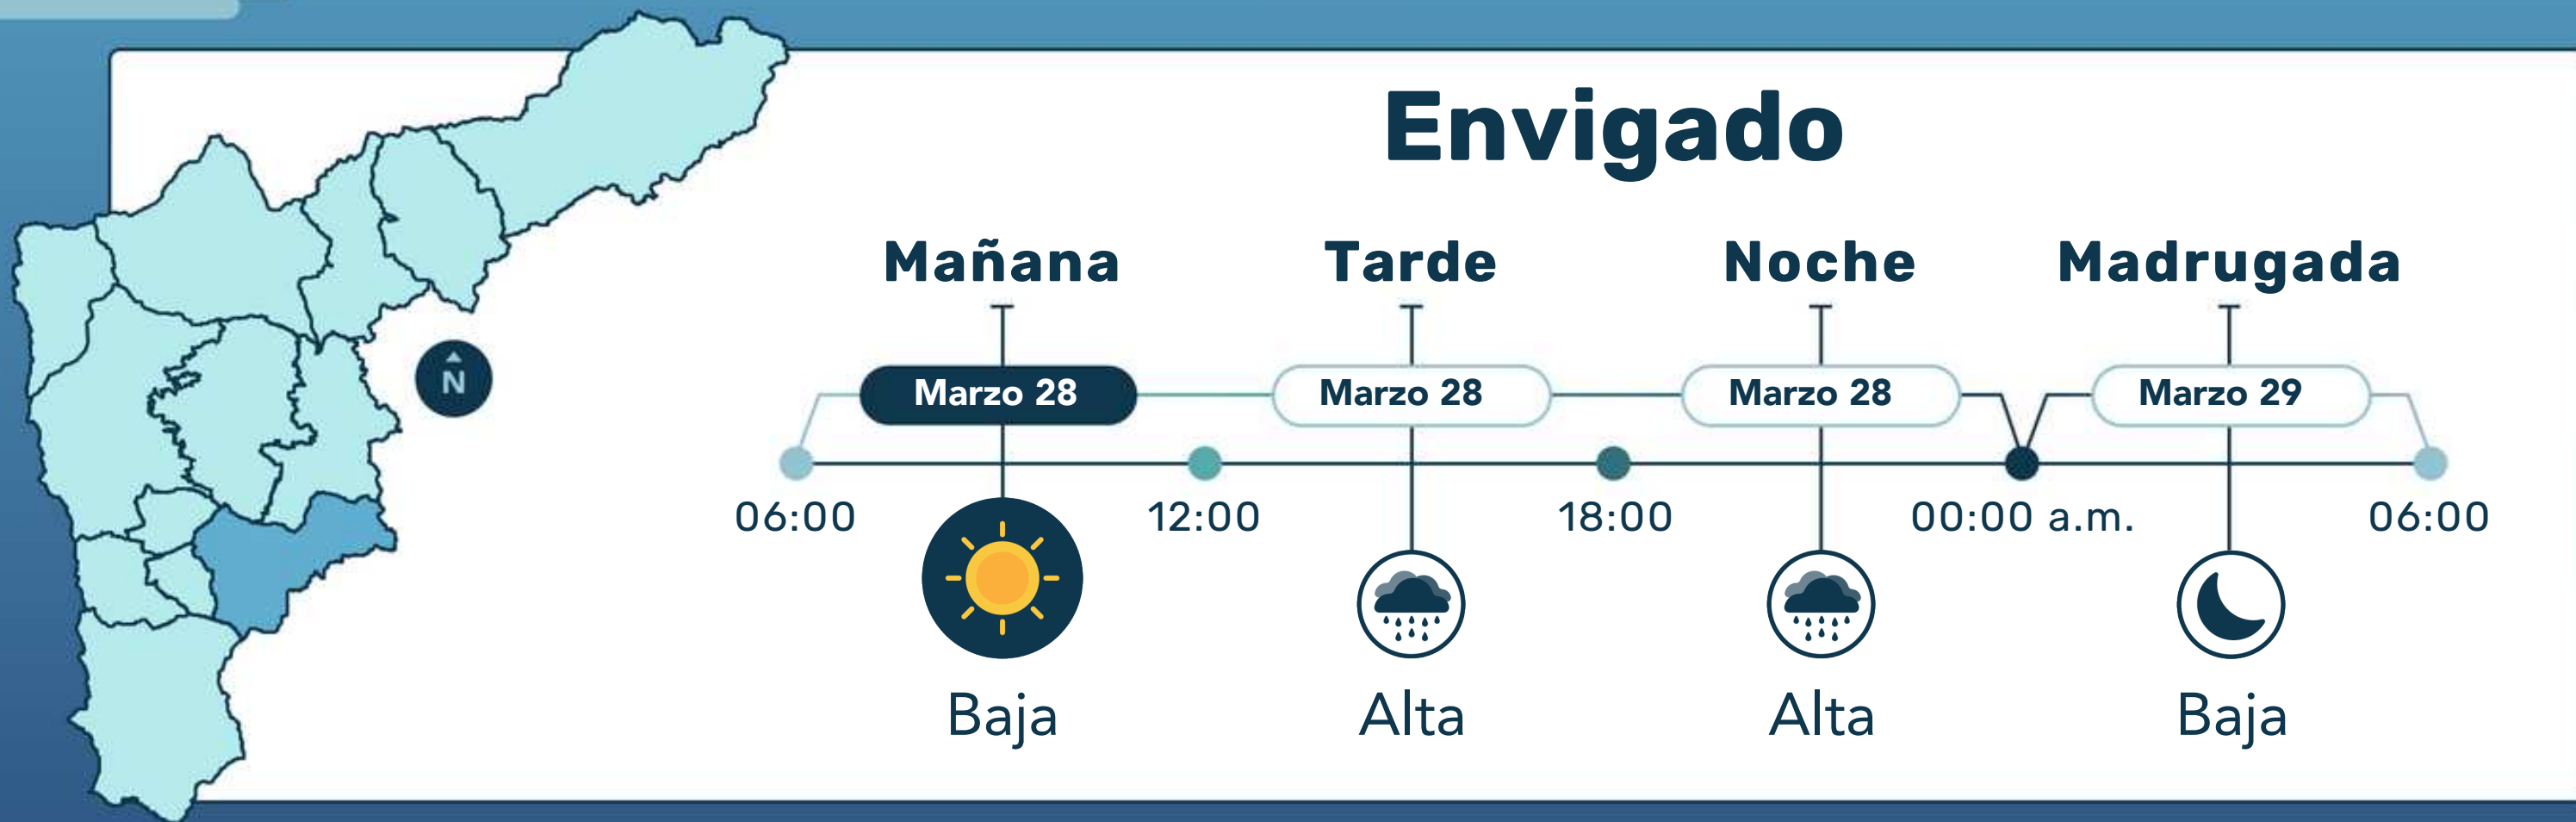 Envigado
Mañana Tarde Noche Madrugada
Marzo 28 Marzo 28 Marzo 28 Marzo 29
N
06:00 12:00 18:00 00:00 a.m. 06:00
Baja Alta Alta Baja